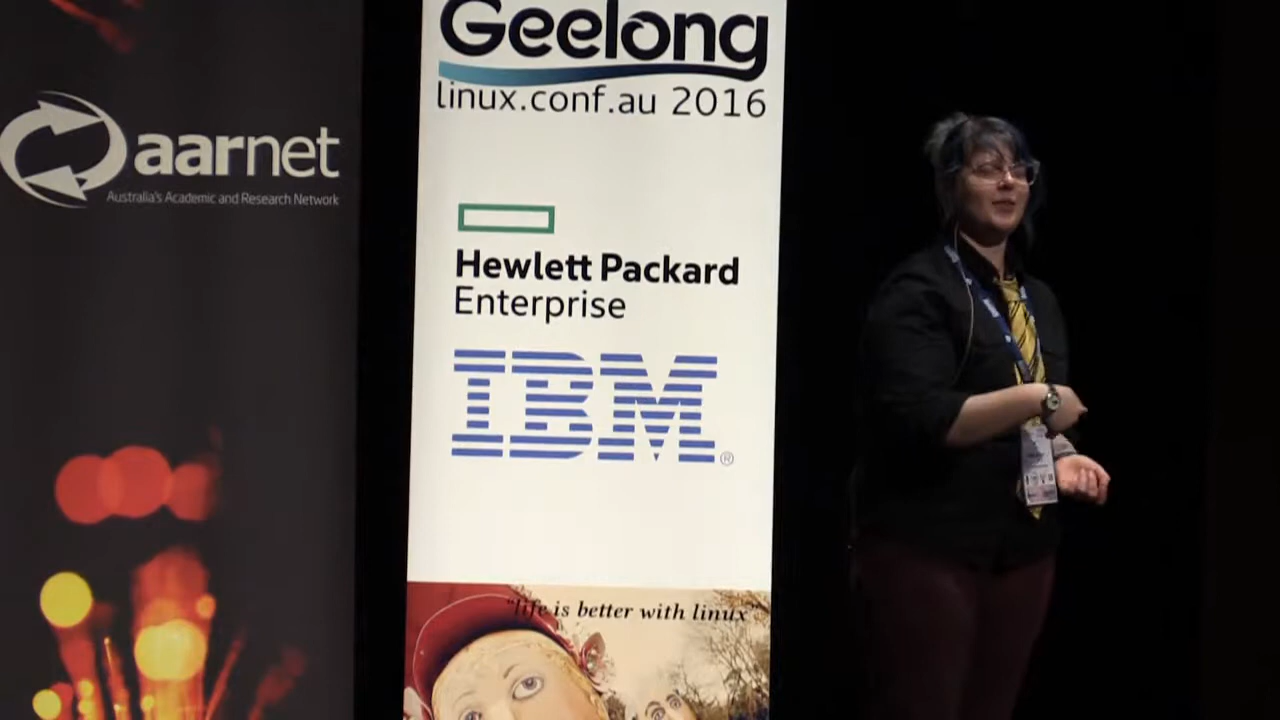 aarnet
Australia's Academic and Research Network
Geelong
linux.conf.au 2016
Hewlett Packard
Enterprise
IBM®
"life is better with linux"